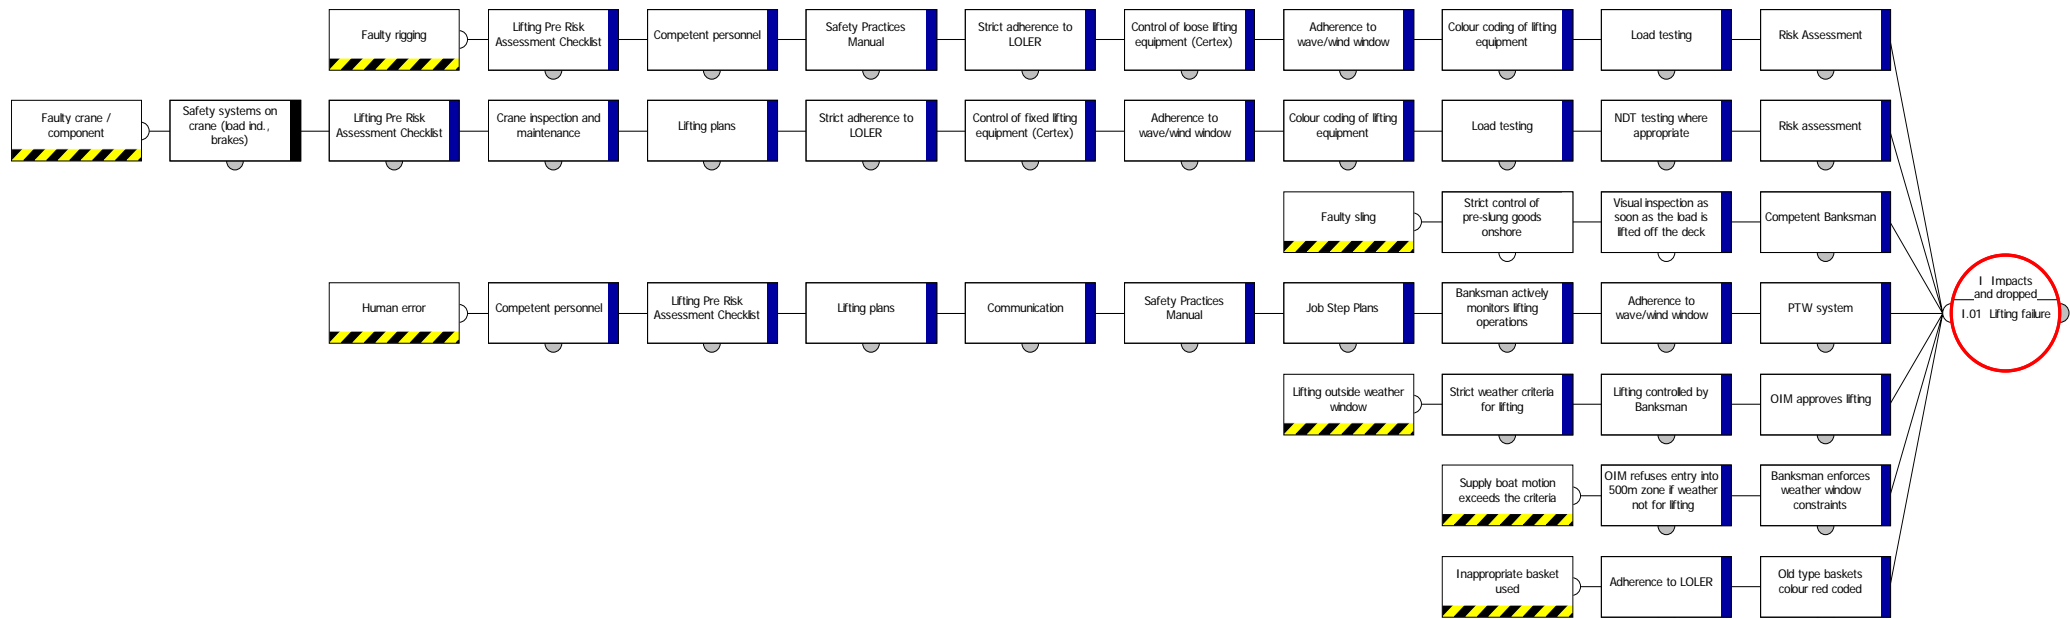 Faulty rigging
Lifting Pre Risk
Assessment Checklist
Competent personnel
Safety Practices
Manual
Strict adherence to
LOLER
Control of loose lifting
equipment (Certex)
Adherence to
wave/wind window
Colour coding of lifting
equipment
Load testing
Risk Assessment
Faulty crane /
component
Safety systems on
crane (load ind.,
brakes)
Lifting Pre Risk
Assessment Checklist
Crane inspection and
maintenance
Lifting plans
Strict adherence to
LOLER
Control of fixed lifting
equipment (Certex)
Adherence to
wave/wind window
Colour coding of lifting
equipment
Load testing
NDT testing where
appropriate
Risk assessment
Faulty sling
Strict control of
pre-slung goods
onshore
Visual inspection as
soon as the load is
lifted off the deck
Competent Banksman
Human error
Competent personnel
Lifting Pre Risk
Assessment Checklist
Lifting plans
Communication
Safety Practices
Manual
Job Step Plans
Banksman actively
monitors lifting
operations
Adherence to
wave/wind window
PTW system
I Impacts
and dropped
I.01 Lifting failure
Lifting outside weather
window
Strict weather criteria
for lifting
Lifting controlled by
Banksman
OIM approves lifting
Supply boat motion
exceeds the criteria
OIM refuses entry into
500m zone if weather
not for lifting
Banksman enforces
weather window
constraints
Inappropriate basket
used
Adherence to LOLER
Old type baskets
colour red coded